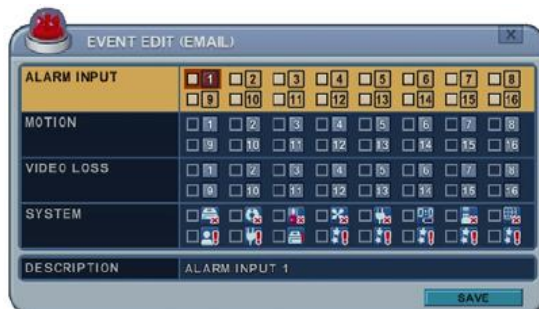 EVENT EDIT (EMAIL)
ALARM INPUT 1 2 3 4 5 6 7 8
9 10 11 12 13 14 15 16
MOTION 1 2 3 4 5 6 7 8
9 10 11 12 13 14 15 16
VIDEO LOSS 1 2 3 4 5 6 7 8
9 10 11 12 13 14 15 16
SYSTEM
DESCRIPTION ALARM INPUT 1
SAVE